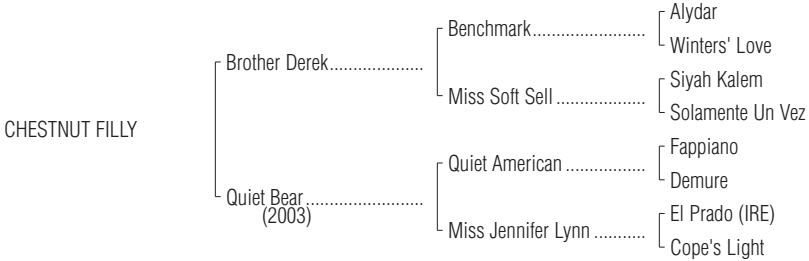 Alydar
Benchmark........................
Winters' Love
Brother Derek....................
Siyah Kalem
Miss Soft Sell ...................
Solamente Un Vez
CHESTNUT FILLY
Fappiano
Quiet American .................
Demure
Quiet Bear.........................
(2003)
El Prado (IRE)
Miss Jennifer Lynn ...........
Cope's Light